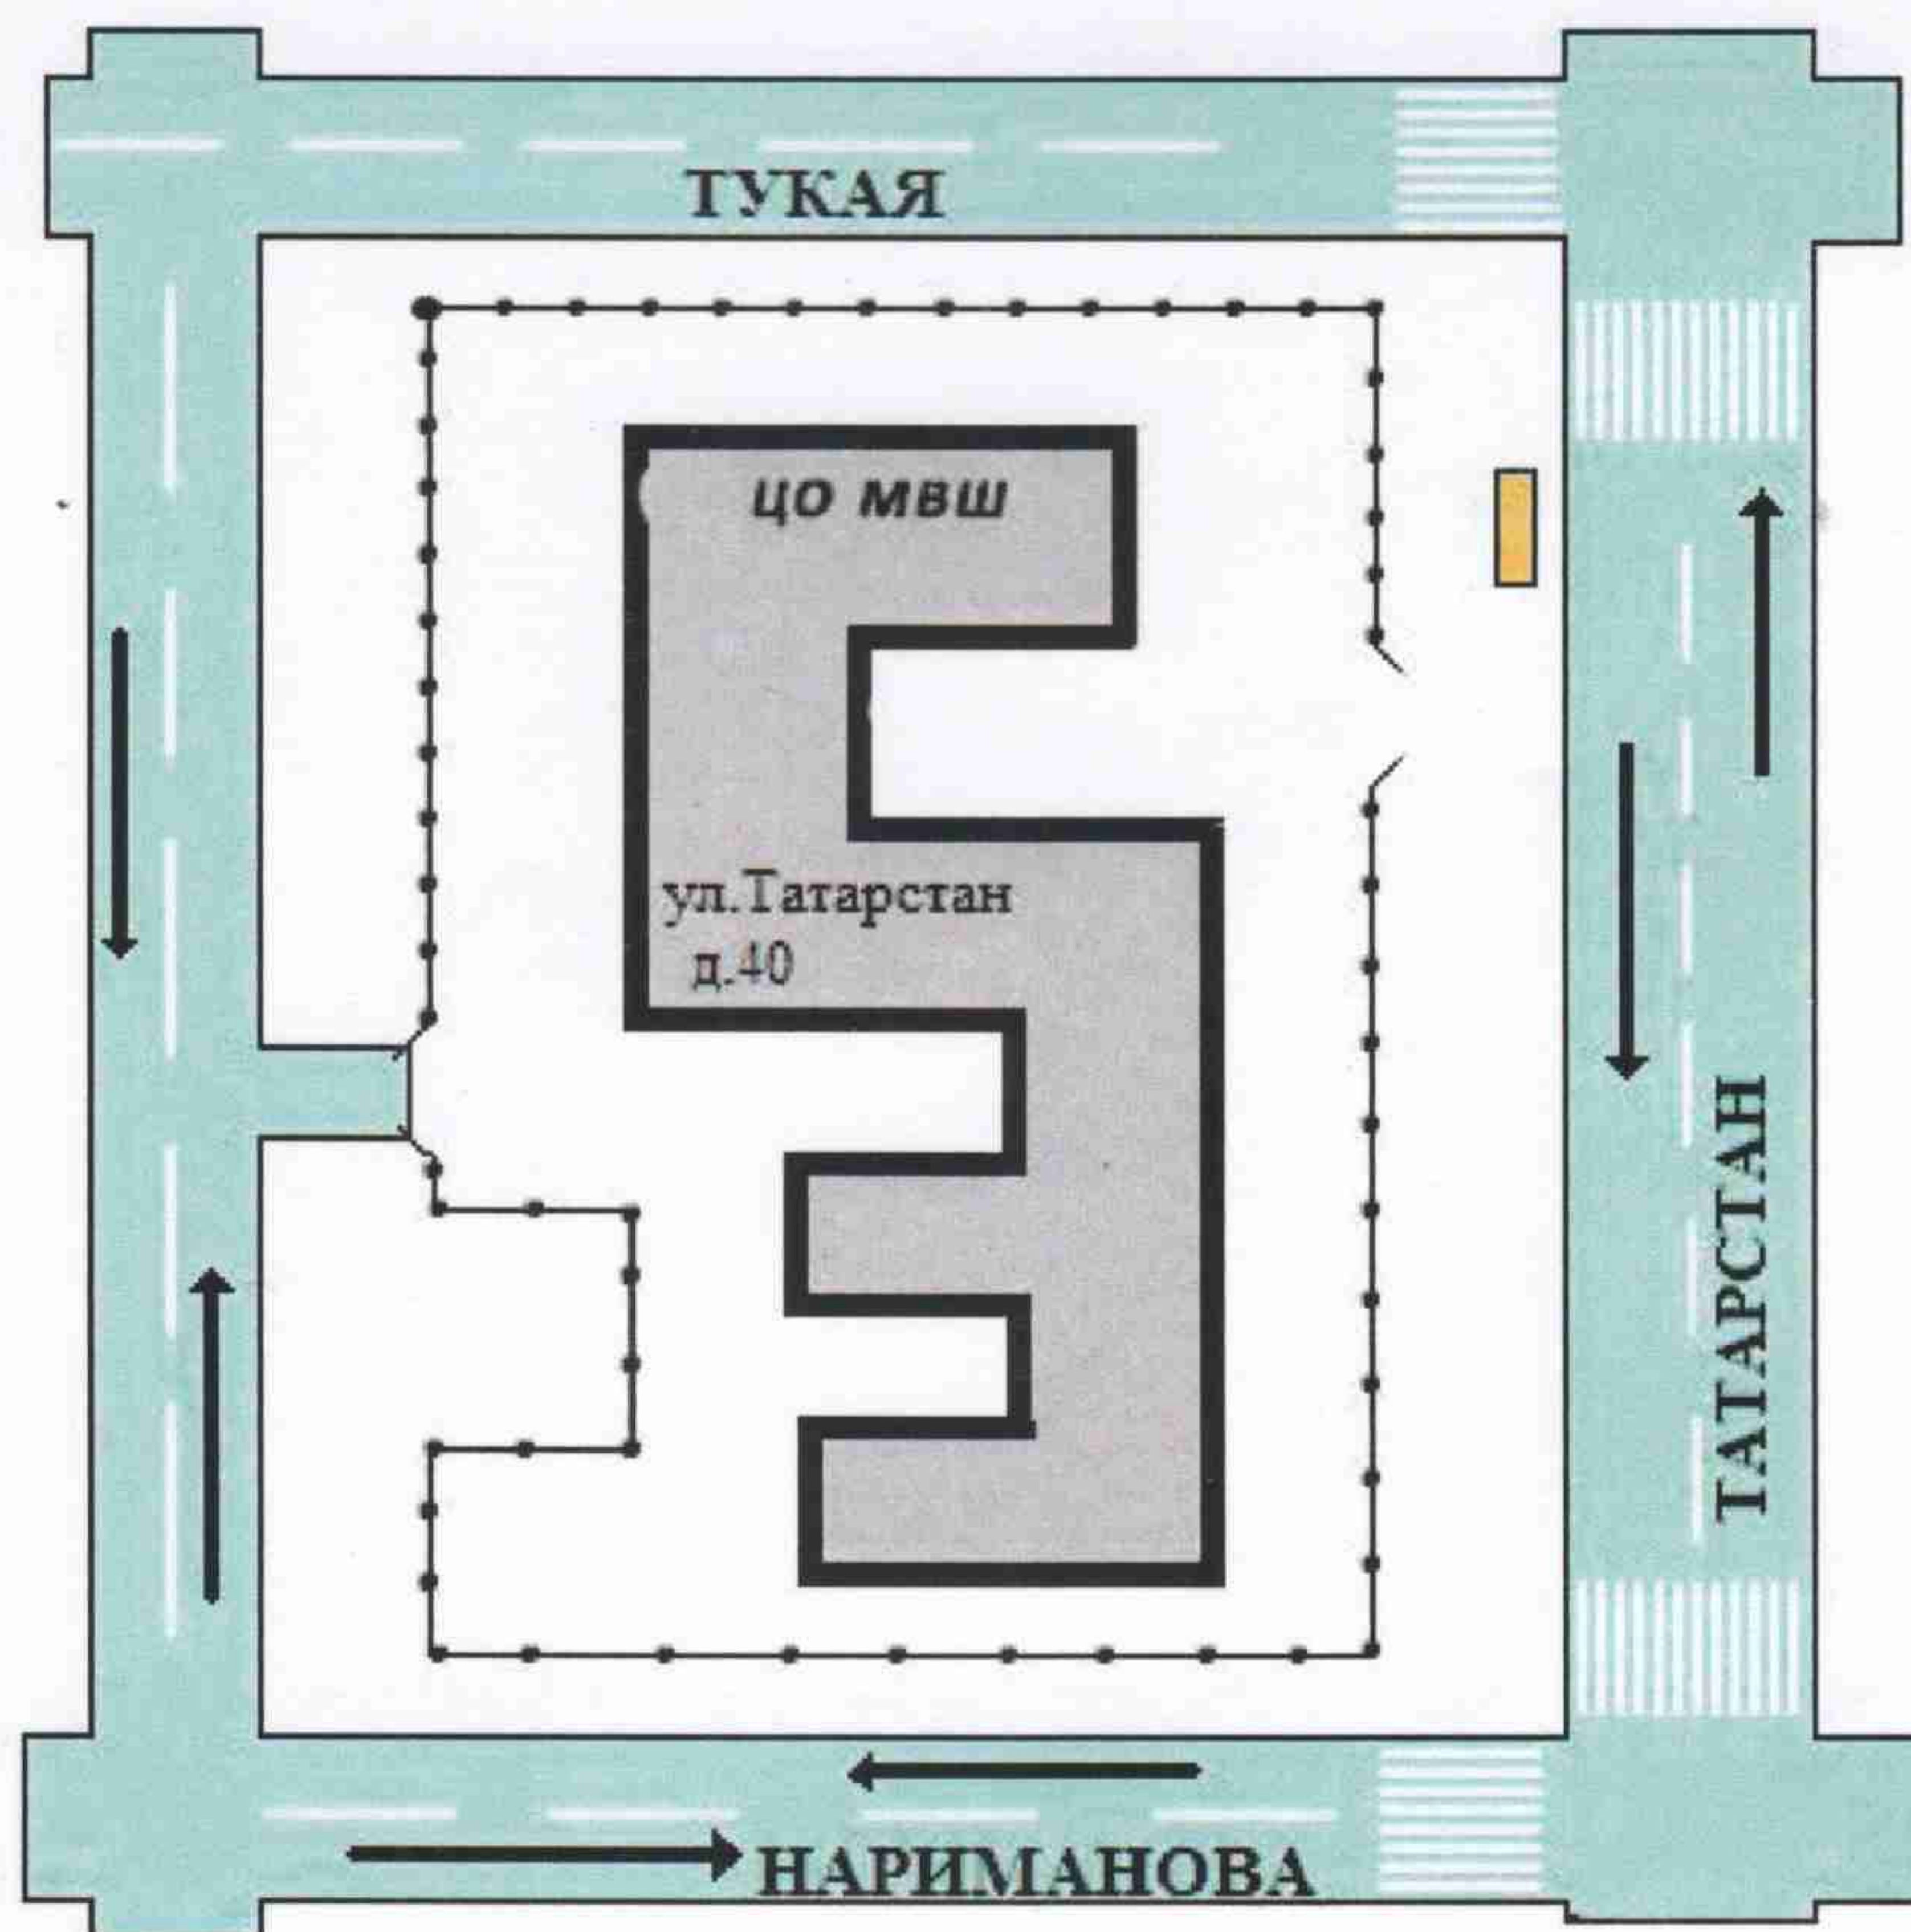 ТУКАЯ
ЦО МВШ
ул.Татарстан
д.40
ТАТАРСТАН
НАРИМАНОВА